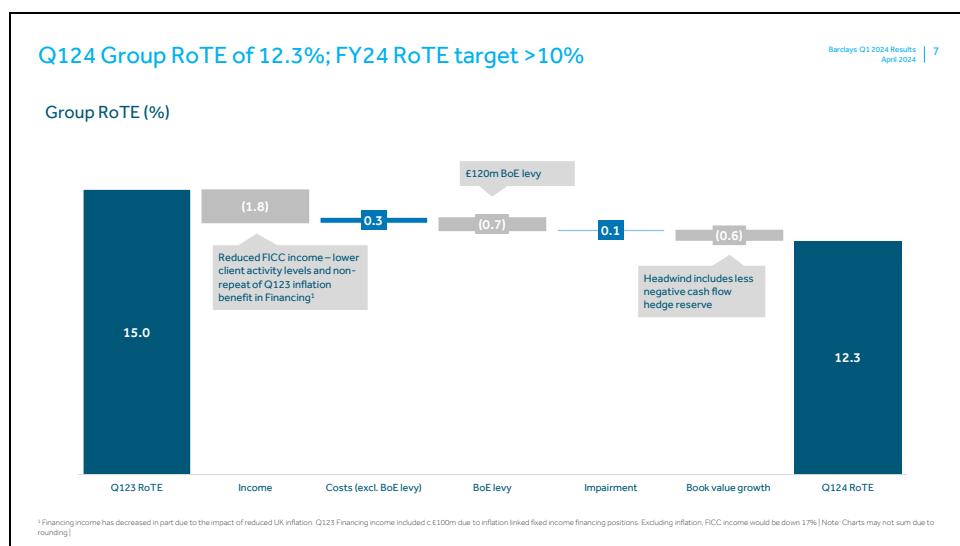 Q124 Group RoTE of 12.3%; FY24 RoTE target >10%
Barclays Q1 2024 Results
April 2024
7
Group RoTE (%)
£120m BoE levy
(1.8)
0.3
(0.7)
0.1
(0.6)
Reduced FICC income – lower
client activity levels and non-
repeat of Q123 inflation
benefit in Financing¹
Headwind includes less
negative cash flow
hedge reserve
15.0
12.3
Q123 RoTE
Income
Costs (excl. BoE levy)
BoE levy
Impairment
Book value growth
Q124 RoTE
¹ Financing income has decreased in part due to the impact of reduced UK inflation. Q123 Financing income included c.£100m due to inflation linked fixed income financing positions. Excluding inflation, FICC income would be down 17% | Note: Charts may not sum due to
rounding |